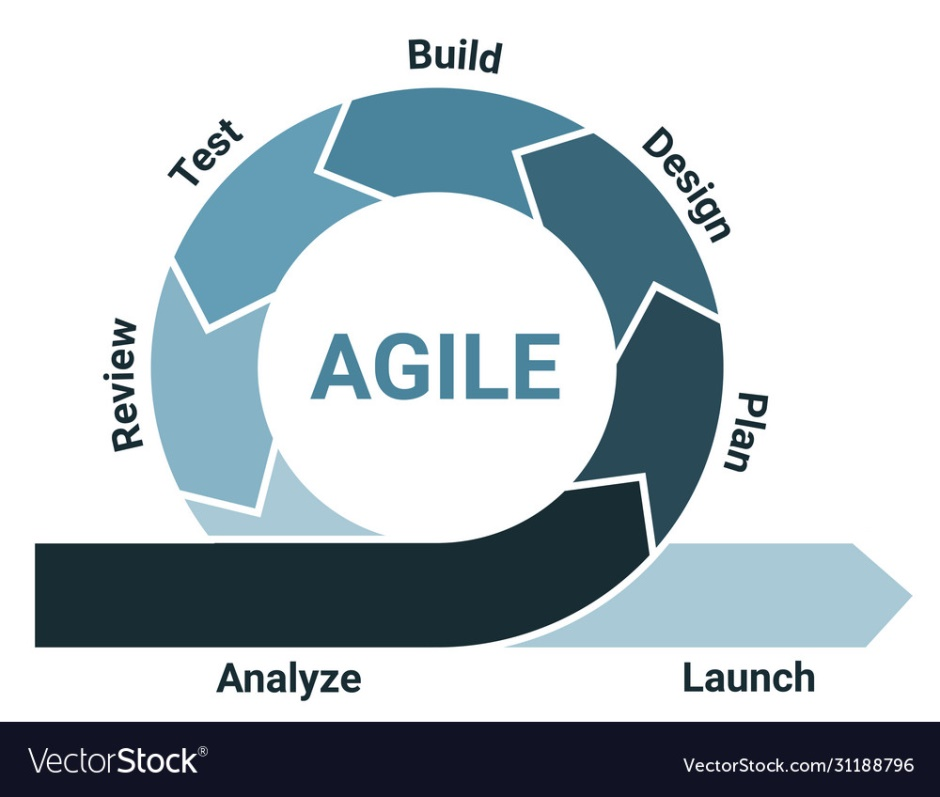 Build
Test
Design
AGILE
Review
Plan
Analyze
Launch
VectorStock®
VectorStock.com/31188796